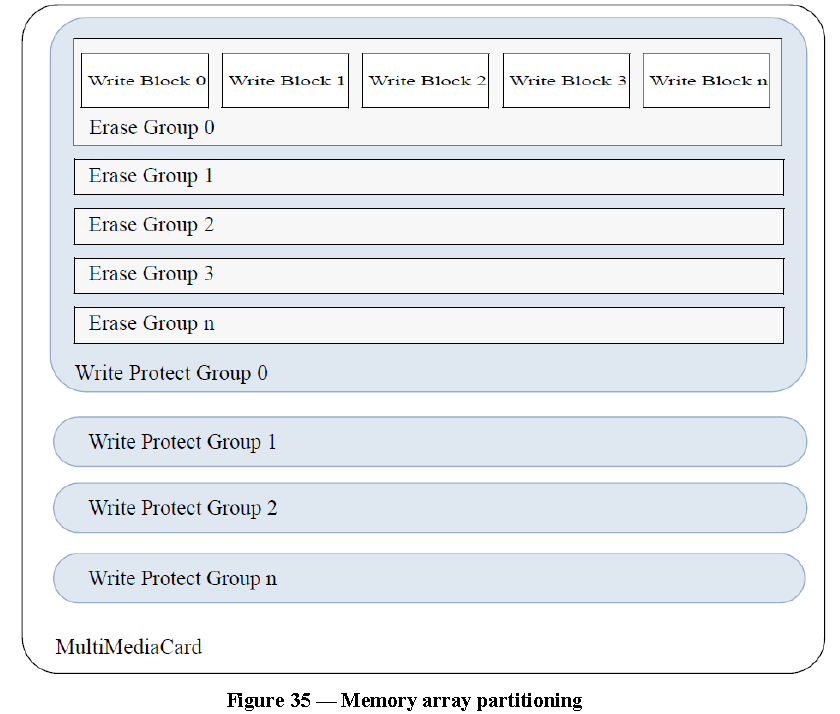 Write Block 0 Write Block 1 Write Block 2 Write Block 3 Write Block n
Erase Group 0
Erase Group 1
Erase Group 2
Erase Group 3
Erase Group n
Write Protect Group 0
Write Protect Group 1
Write Protect Group 2
Write Protect Group n
MultiMediaCard
Figure 35 — Memory array partitioning